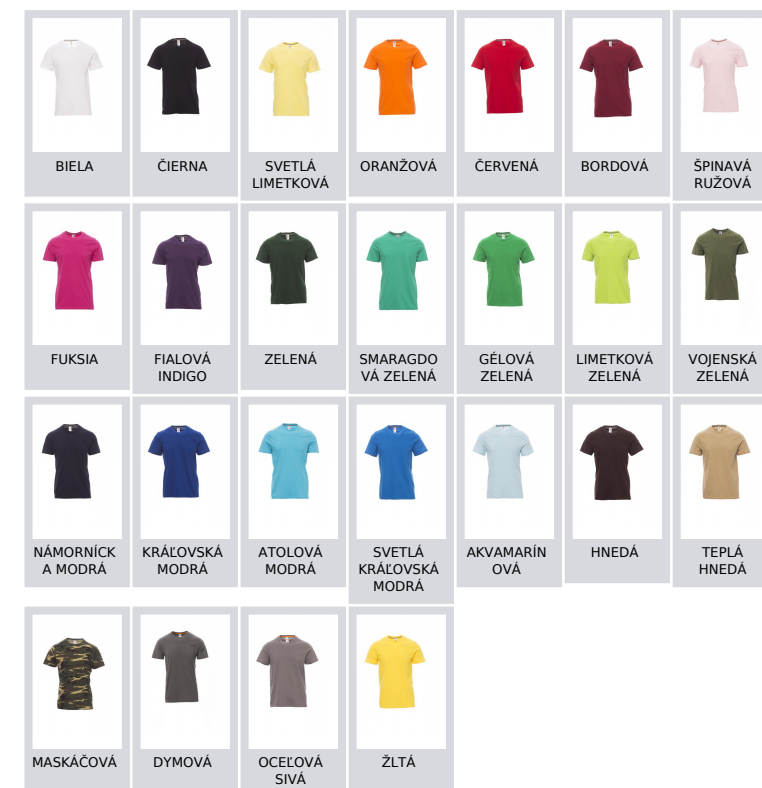 BIELA
ČIERNA
SVETLÁ
LIMETKOVÁ
ORANŽOVÁ
ČERVENÁ
BORDOVÁ
ŠPINAVÁ
RUŽOVÁ
FUKSIA
FIALOVÁ
INDIGO
ZELENÁ
SMARAGDO
VÁ ZELENÁ
GÉLOVÁ
ZELENÁ
LIMETKOVÁ
ZELENÁ
VOJENSKÁ
ZELENÁ
NÁMORNÍCK
A MODRÁ
KRÁĽOVSKÁ
MODRÁ
ATOLOVÁ
MODRÁ
SVETLÁ
KRÁĽOVSKÁ
MODRÁ
AKVAMARÍN
OVÁ
HNEDÁ
TEPLÁ
HNEDÁ
MASKÁČOVÁ
DYMOVÁ
OCEĽOVÁ
SIVÁ
ŽLTÁ